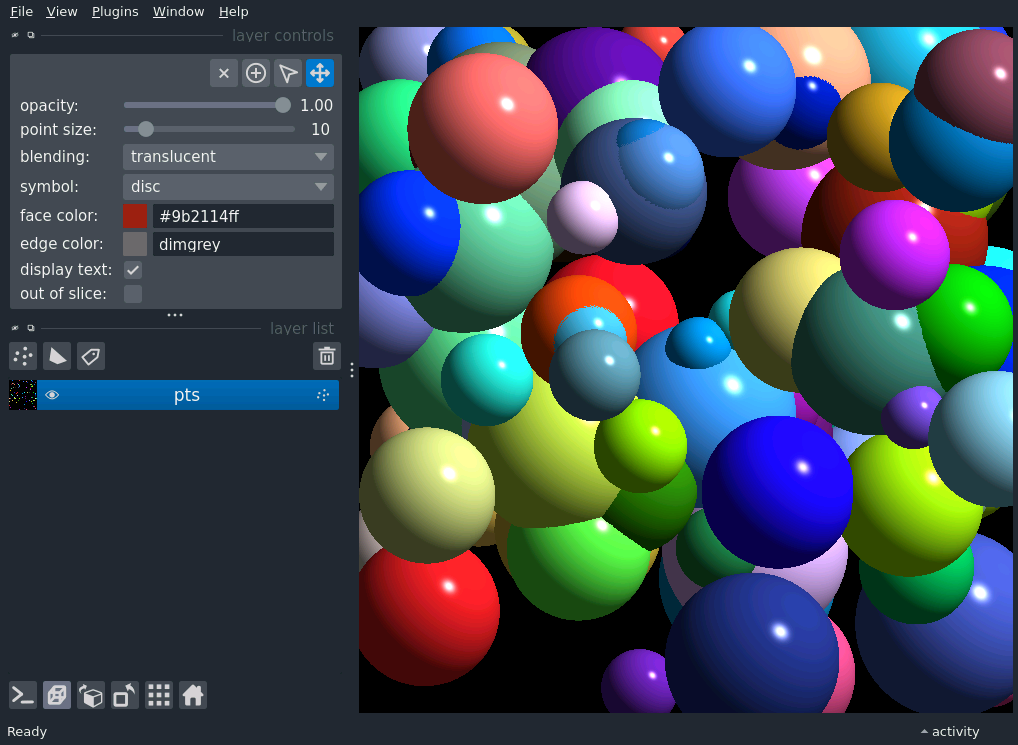 File View Plugins Window Help
layer controls
opacity: 1.00
point size: 10
blending: translucent
symbol: disc
face color: #9b2114ff
edge color: dimgrey
display text:
out of slice:
layer list
pts
Ready activity